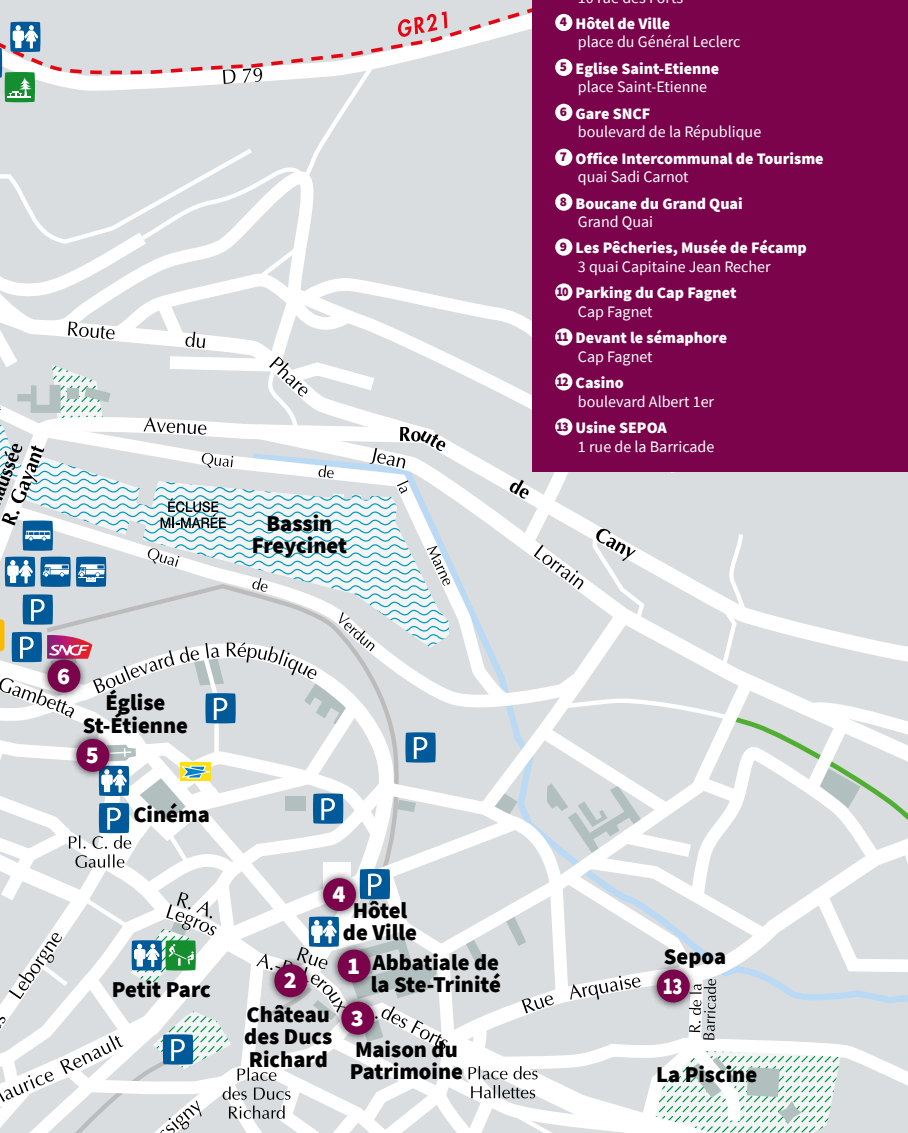 10 rue des Forts
4 Hôtel de Ville
place du Général Leclerc
5 Eglise Saint-Etienne
place Saint-Etienne
6 Gare SNCF
boulevard de la République
7 Office Intercommunal de Tourisme
quai Sadi Carnot
8 Boucane du Grand Quai
Grand Quai
9 Les Pêcheries, Musée de Fécamp
3 quai Capitaine Jean Recher
10 Parking du Cap Fagnet
Cap Fagnet
11 Devant le sémaphore
Cap Fagnet
12 Casino
boulevard Albert 1er
13 Usine SEPOA
1 rue de la Barricade
GR21
D 79
Route du Phare
Avenue Jean Lorrain
Route de Cany
Quai de la Marne
R. Gayant
ÉCLUSE
MI-MARÉE
Bassin
Freycinet
Quai de Verdun
P
P
SNCF
6
Gambetta
Boulevard de la République
Église
St-Étienne
P
5
P
Cinéma
P
P
Pl. C. de
Gaulle
4
P
Hôtel
de Ville
R. A.
Legros
Leborgne
Petit Parc
Rue
A.-P. Leroux
1
Abbatiale de
la Ste-Trinité
2
Château
des Ducs
Richard
3
des Forts
Maison du
Patrimoine
Sepoa
13
Rue Arquaise
R. de la
Barricade
P
Place
des Ducs
Richard
Place des
Hallettes
La Piscine